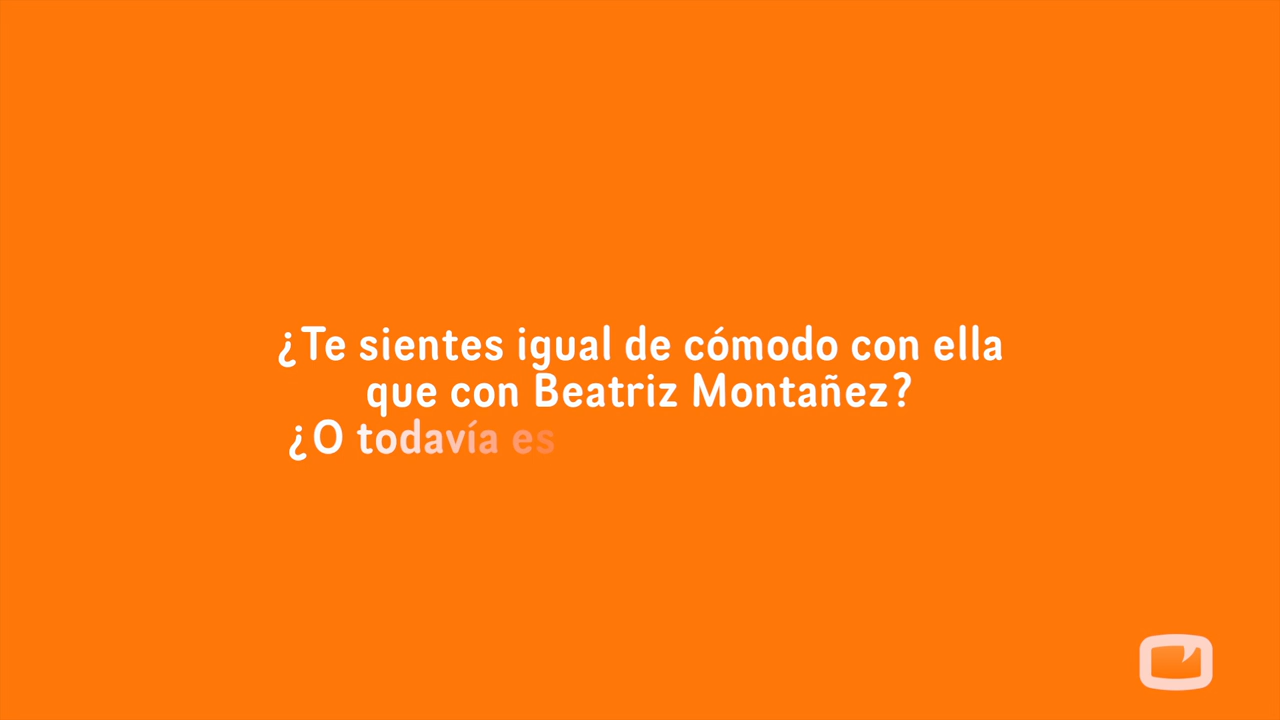 ¿Te sientes igual de cómodo con ella
que con Beatriz Montañez?
¿O todavía es